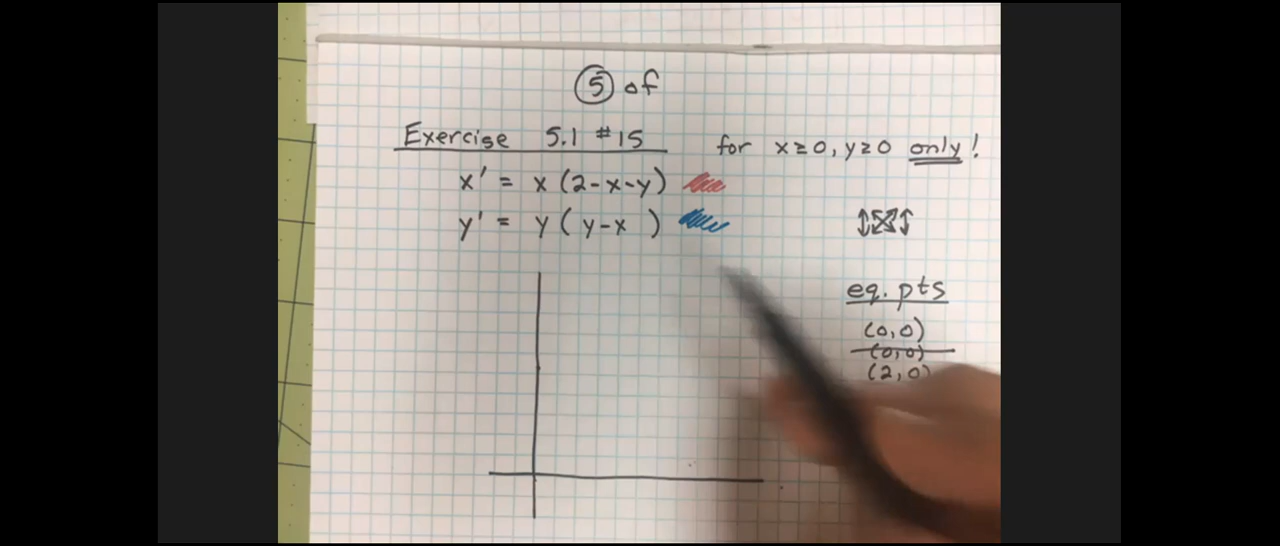 ⑤ of
Exercise 5.1 #15 for x≥0, y≥0 only!
x' = x (2-x-y)
y' = y ( y-x )
eq. pts
(0,0)
(0,0)
(2,0)